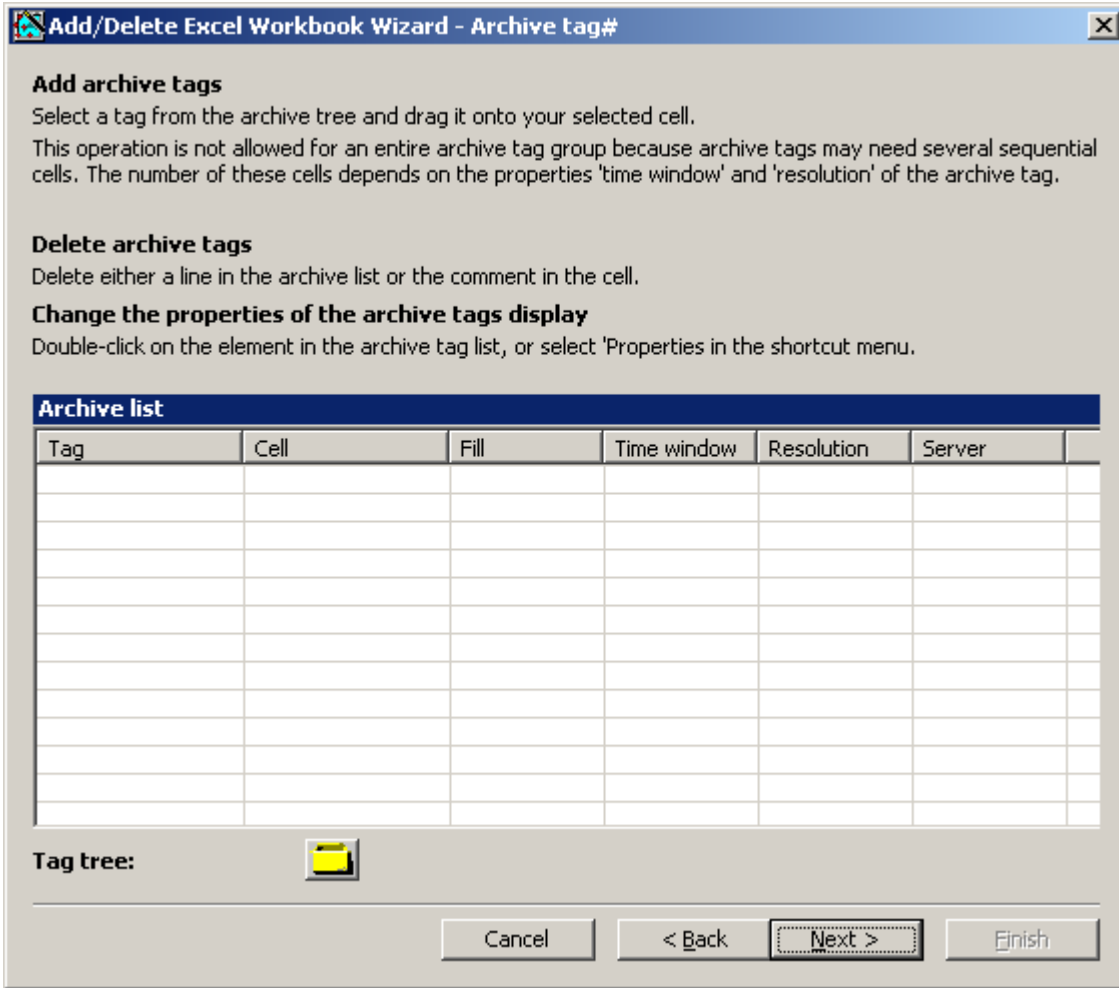 Add/Delete Excel Workbook Wizard - Archive tag#
Add archive tags
Select a tag from the archive tree and drag it onto your selected cell.
This operation is not allowed for an entire archive tag group because archive tags may need several sequential
cells. The number of these cells depends on the properties 'time window' and 'resolution' of the archive tag.
Delete archive tags
Delete either a line in the archive list or the comment in the cell.
Change the properties of the archive tags display
Double-click on the element in the archive tag list, or select 'Properties in the shortcut menu.
Archive list
Tag Cell Fill Time window Resolution Server
Tag tree:
Cancel < Back Next > Finish